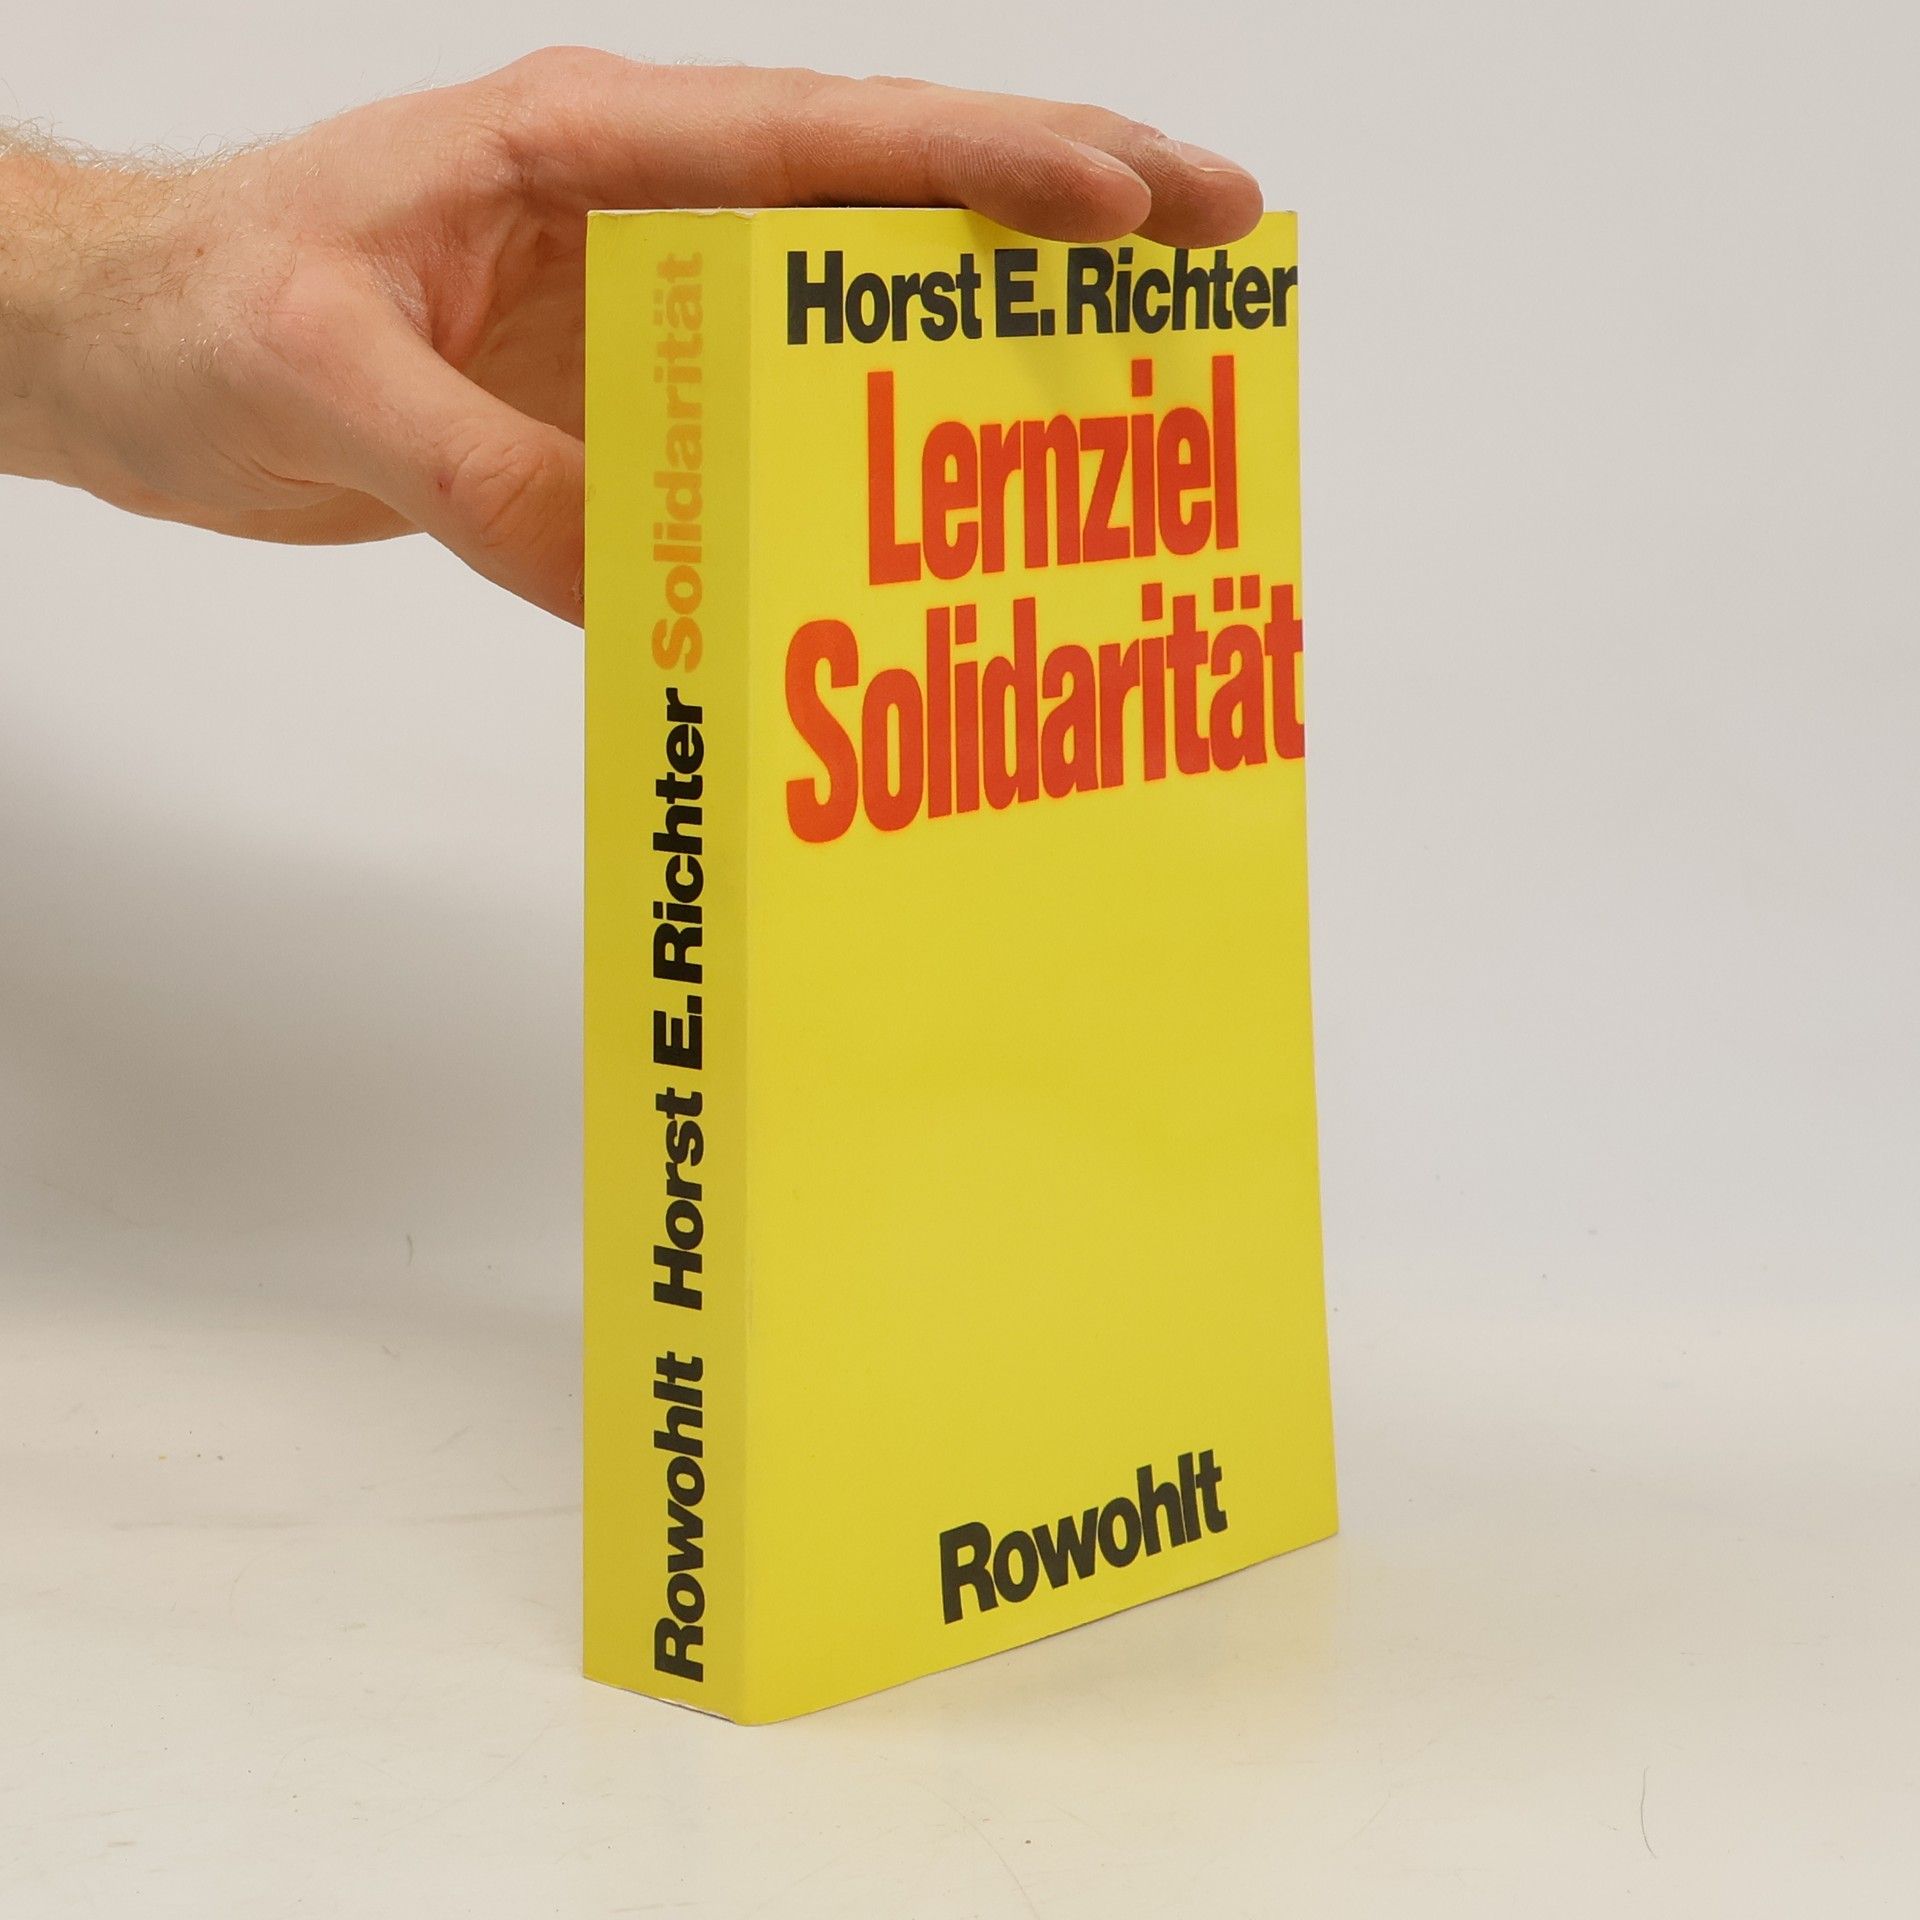 Rowohlt Horst E. Richter Solidarität
Horst E. Richter
Lernziel
Solidarität
Rowohlt